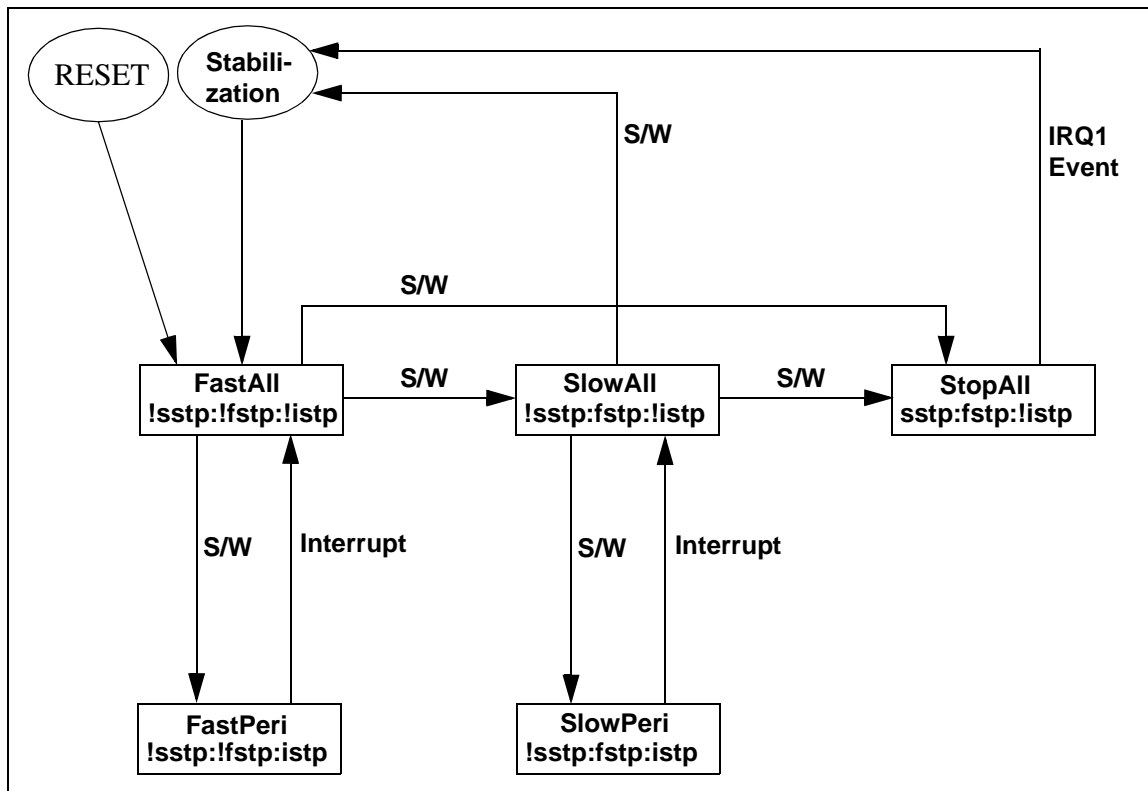 RESET
Stabili-
zation
S/W
IRQ1
Event
S/W
FastAll
!sstp:!fstp:!istp
S/W
SlowAll
!sstp:fstp:!istp
S/W
StopAll
sstp:fstp:!istp
S/W
Interrupt
S/W
Interrupt
FastPeri
!sstp:!fstp:istp
SlowPeri
!sstp:fstp:istp